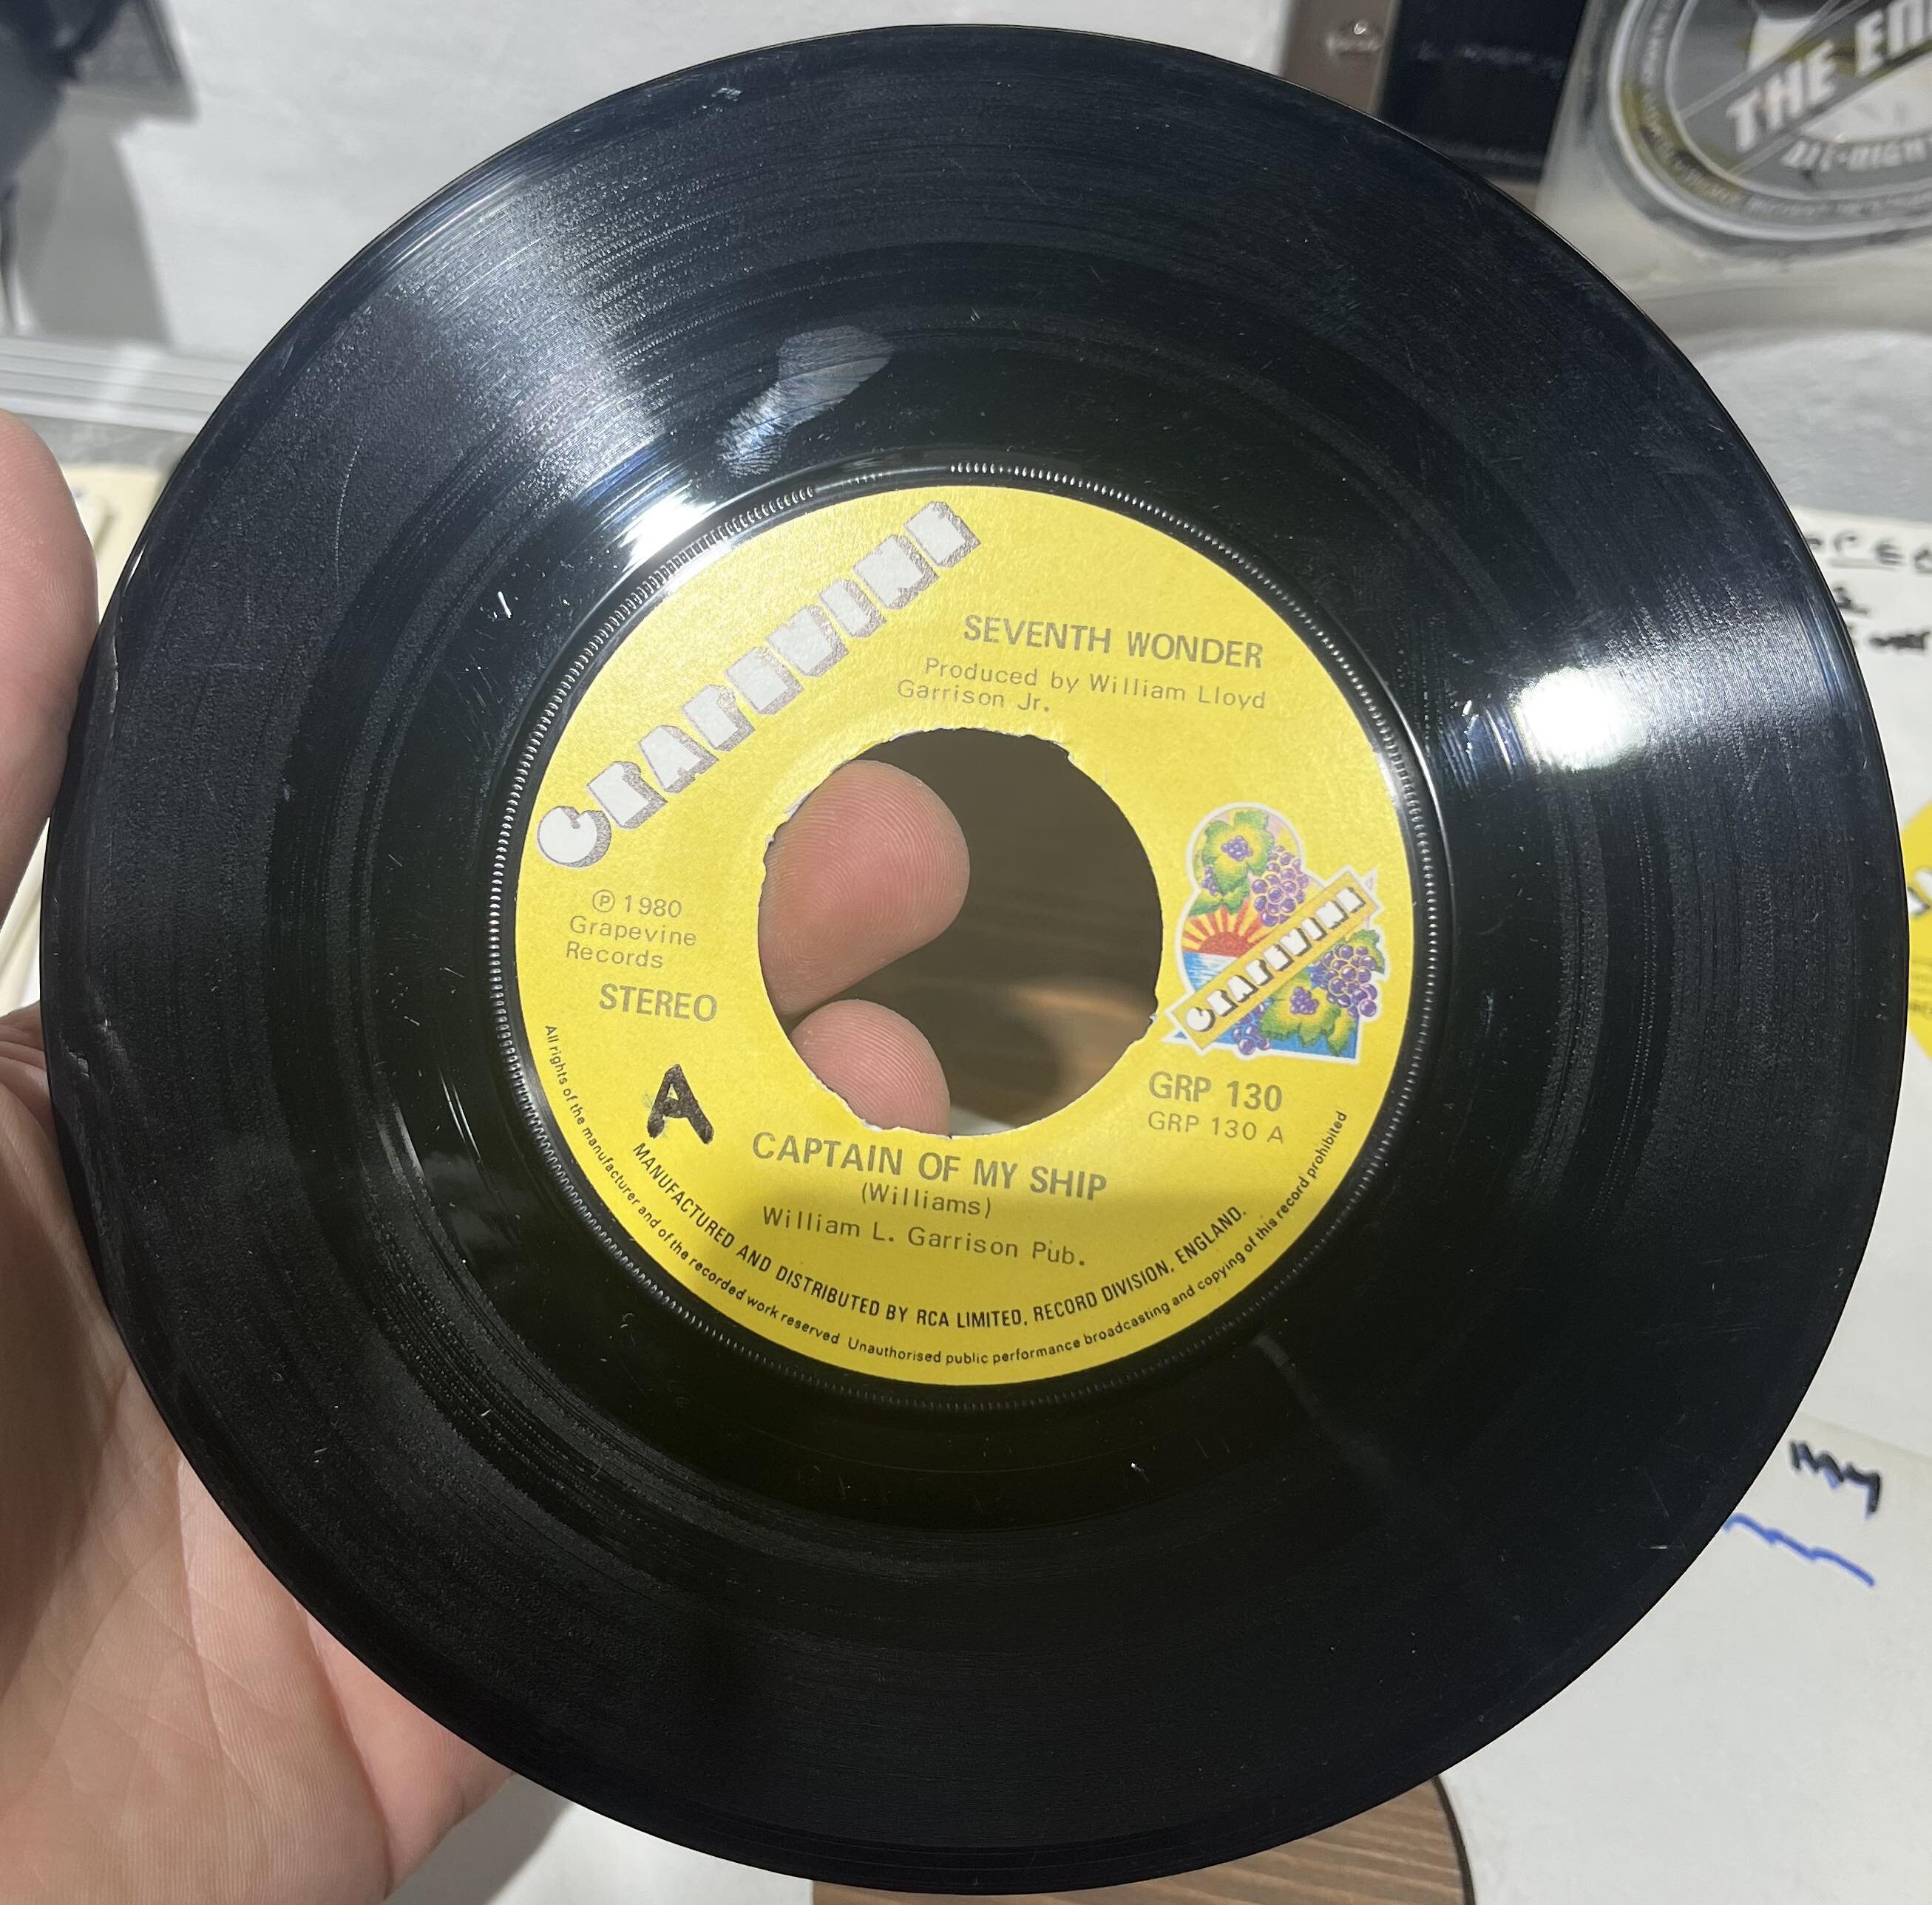 GRAPEVINE
SEVENTH WONDER
Produced by William Lloyd
Garrison Jr.
℗ 1980
Grapevine
Records
STEREO
A
GRAPEVINE
GRP 130
GRP 130 A
CAPTAIN OF MY SHIP
(Williams)
William L. Garrison Pub.
MANUFACTURED AND DISTRIBUTED BY RCA LIMITED, RECORD DIVISION, ENGLAND.
All rights of the manufacturer and of the recorded work reserved Unauthorised public performance broadcasting and copying of this record prohibited
THE
my